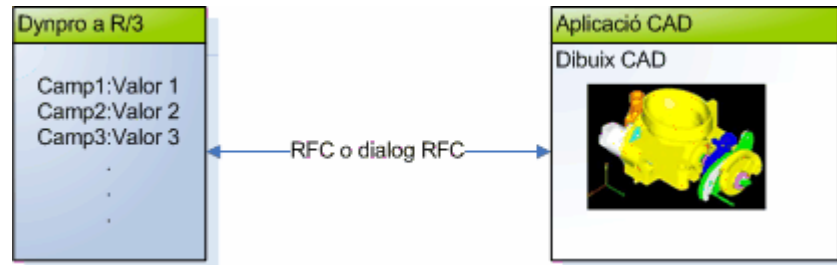 Dynpro a R/3
Camp1:Valor 1
Camp2:Valor 2
Camp3:Valor 3
.
.
.
RFC o dialog RFC
Aplicació CAD
Dibuix CAD